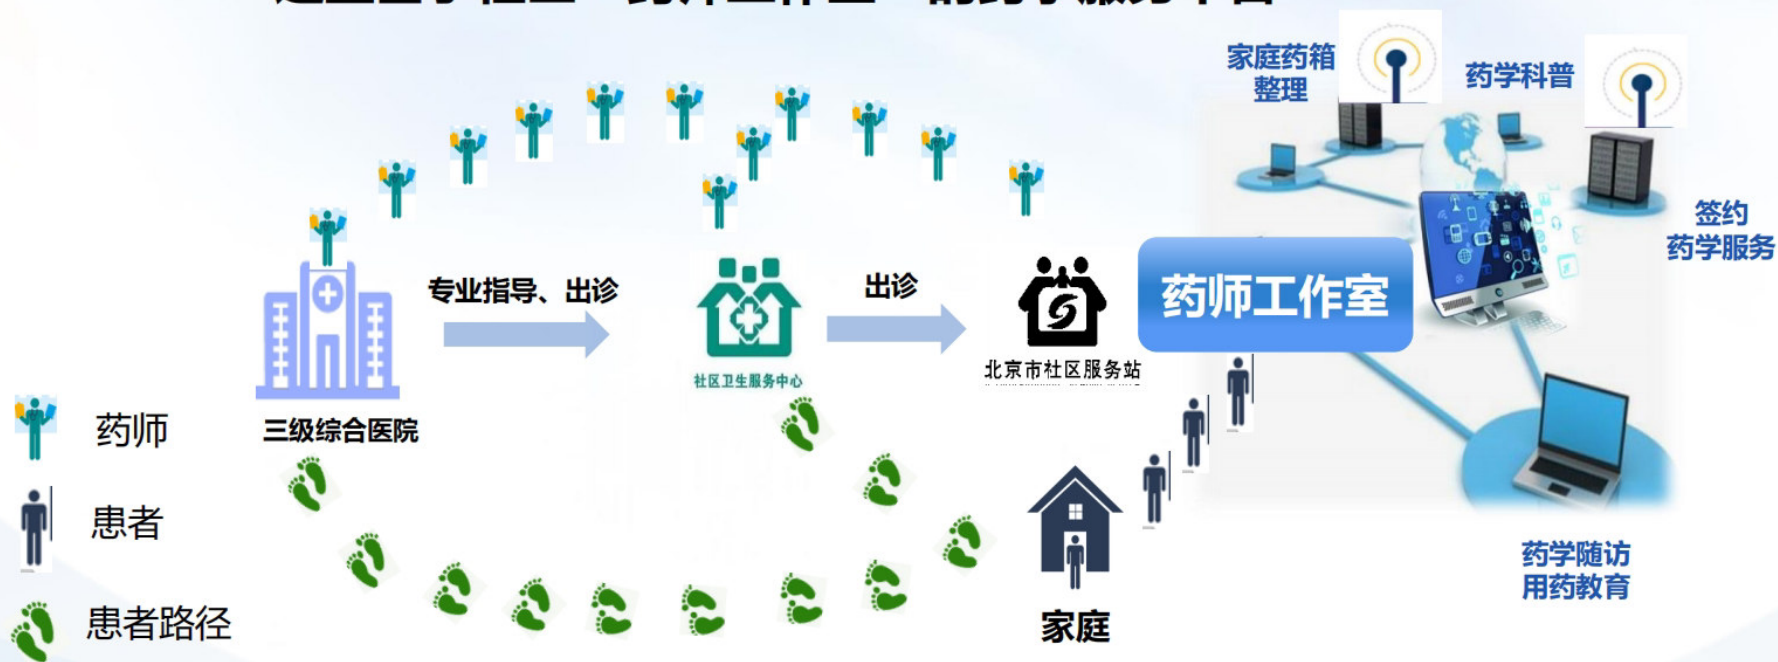 家庭药箱
整理
药学科普
签约
药学服务
专业指导、出诊
出诊
药师工作室
社区卫生服务中心
北京市社区服务站
三级综合医院
药师
患者
患者路径
家庭
药学随访
用药教育